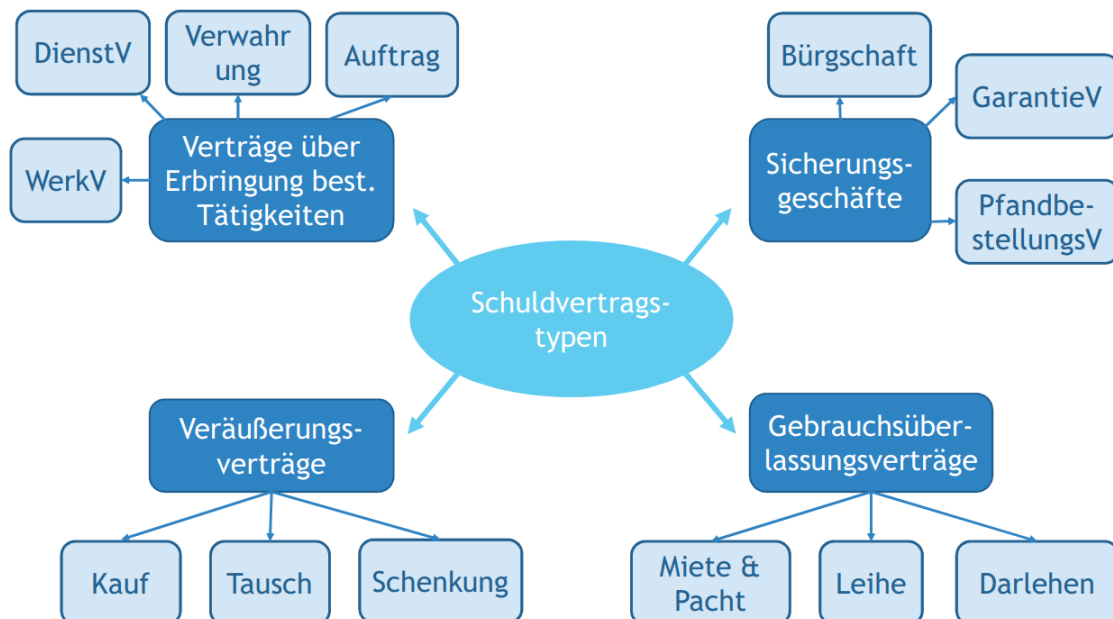 DienstV
Verwahr
ung
Auftrag
WerkV
Verträge über
Erbringung best.
Tätigkeiten
Bürgschaft
GarantieV
Sicherungs-
geschäfte
Pfandbe-
stellungsV
Schuldvertrags-
typen
Veräußerungs-
verträge
Kauf
Tausch
Schenkung
Gebrauchsüber-
lassungsverträge
Miete &
Pacht
Leihe
Darlehen